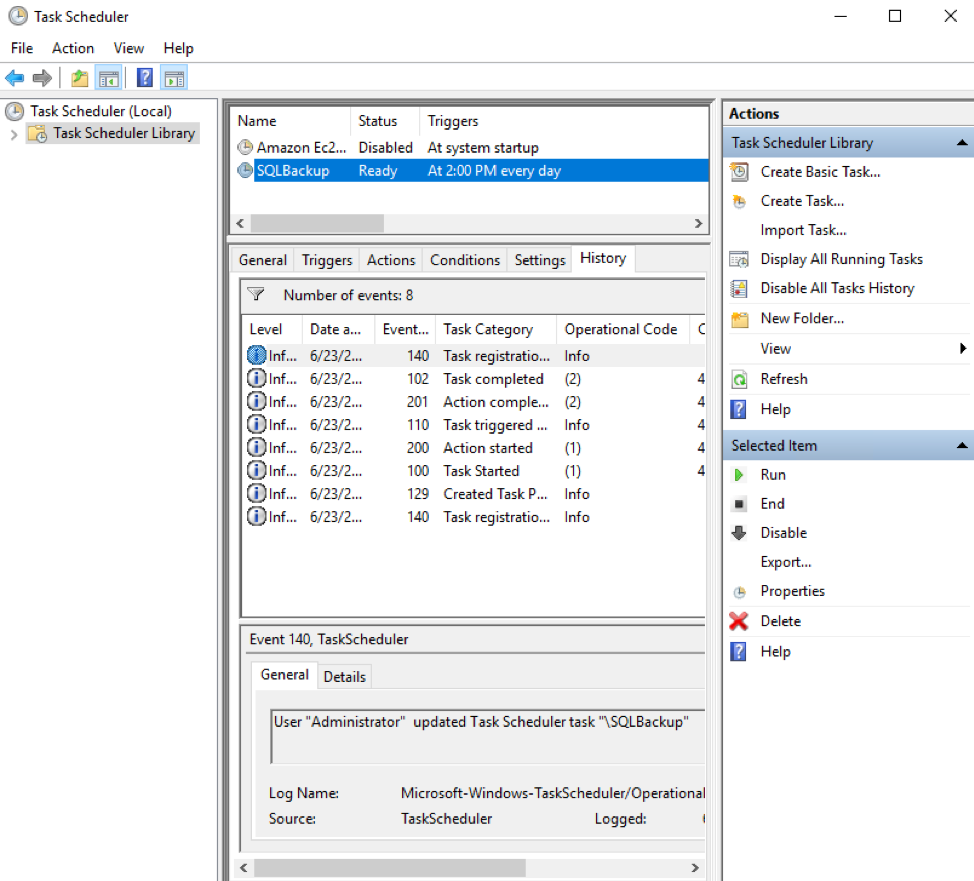 Task Scheduler
File Action View Help
Task Scheduler (Local)
Task Scheduler Library
Name Status Triggers
Amazon Ec2... Disabled At system startup
SQLBackup Ready At 2:00 PM every day
General Triggers Actions Conditions Settings History
Number of events: 8
Level Date a... Event... Task Category Operational Code C
Inf... 6/23/2... 140 Task registratio... Info
Inf... 6/23/2... 102 Task completed (2) 4
Inf... 6/23/2... 201 Action comple... (2) 4
Inf... 6/23/2... 110 Task triggered ... Info 4
Inf... 6/23/2... 200 Action started (1) 4
Inf... 6/23/2... 100 Task Started (1) 4
Inf... 6/23/2... 129 Created Task P... Info
Inf... 6/23/2... 140 Task registratio... Info
Event 140, TaskScheduler
General Details
User "Administrator" updated Task Scheduler task "\SQLBackup"
Log Name: Microsoft-Windows-TaskScheduler/Operational
Source: TaskScheduler Logged:
Actions
Task Scheduler Library
Create Basic Task...
Create Task...
Import Task...
Display All Running Tasks
Disable All Tasks History
New Folder...
View
Refresh
Help
Selected Item
Run
End
Disable
Export...
Properties
Delete
Help